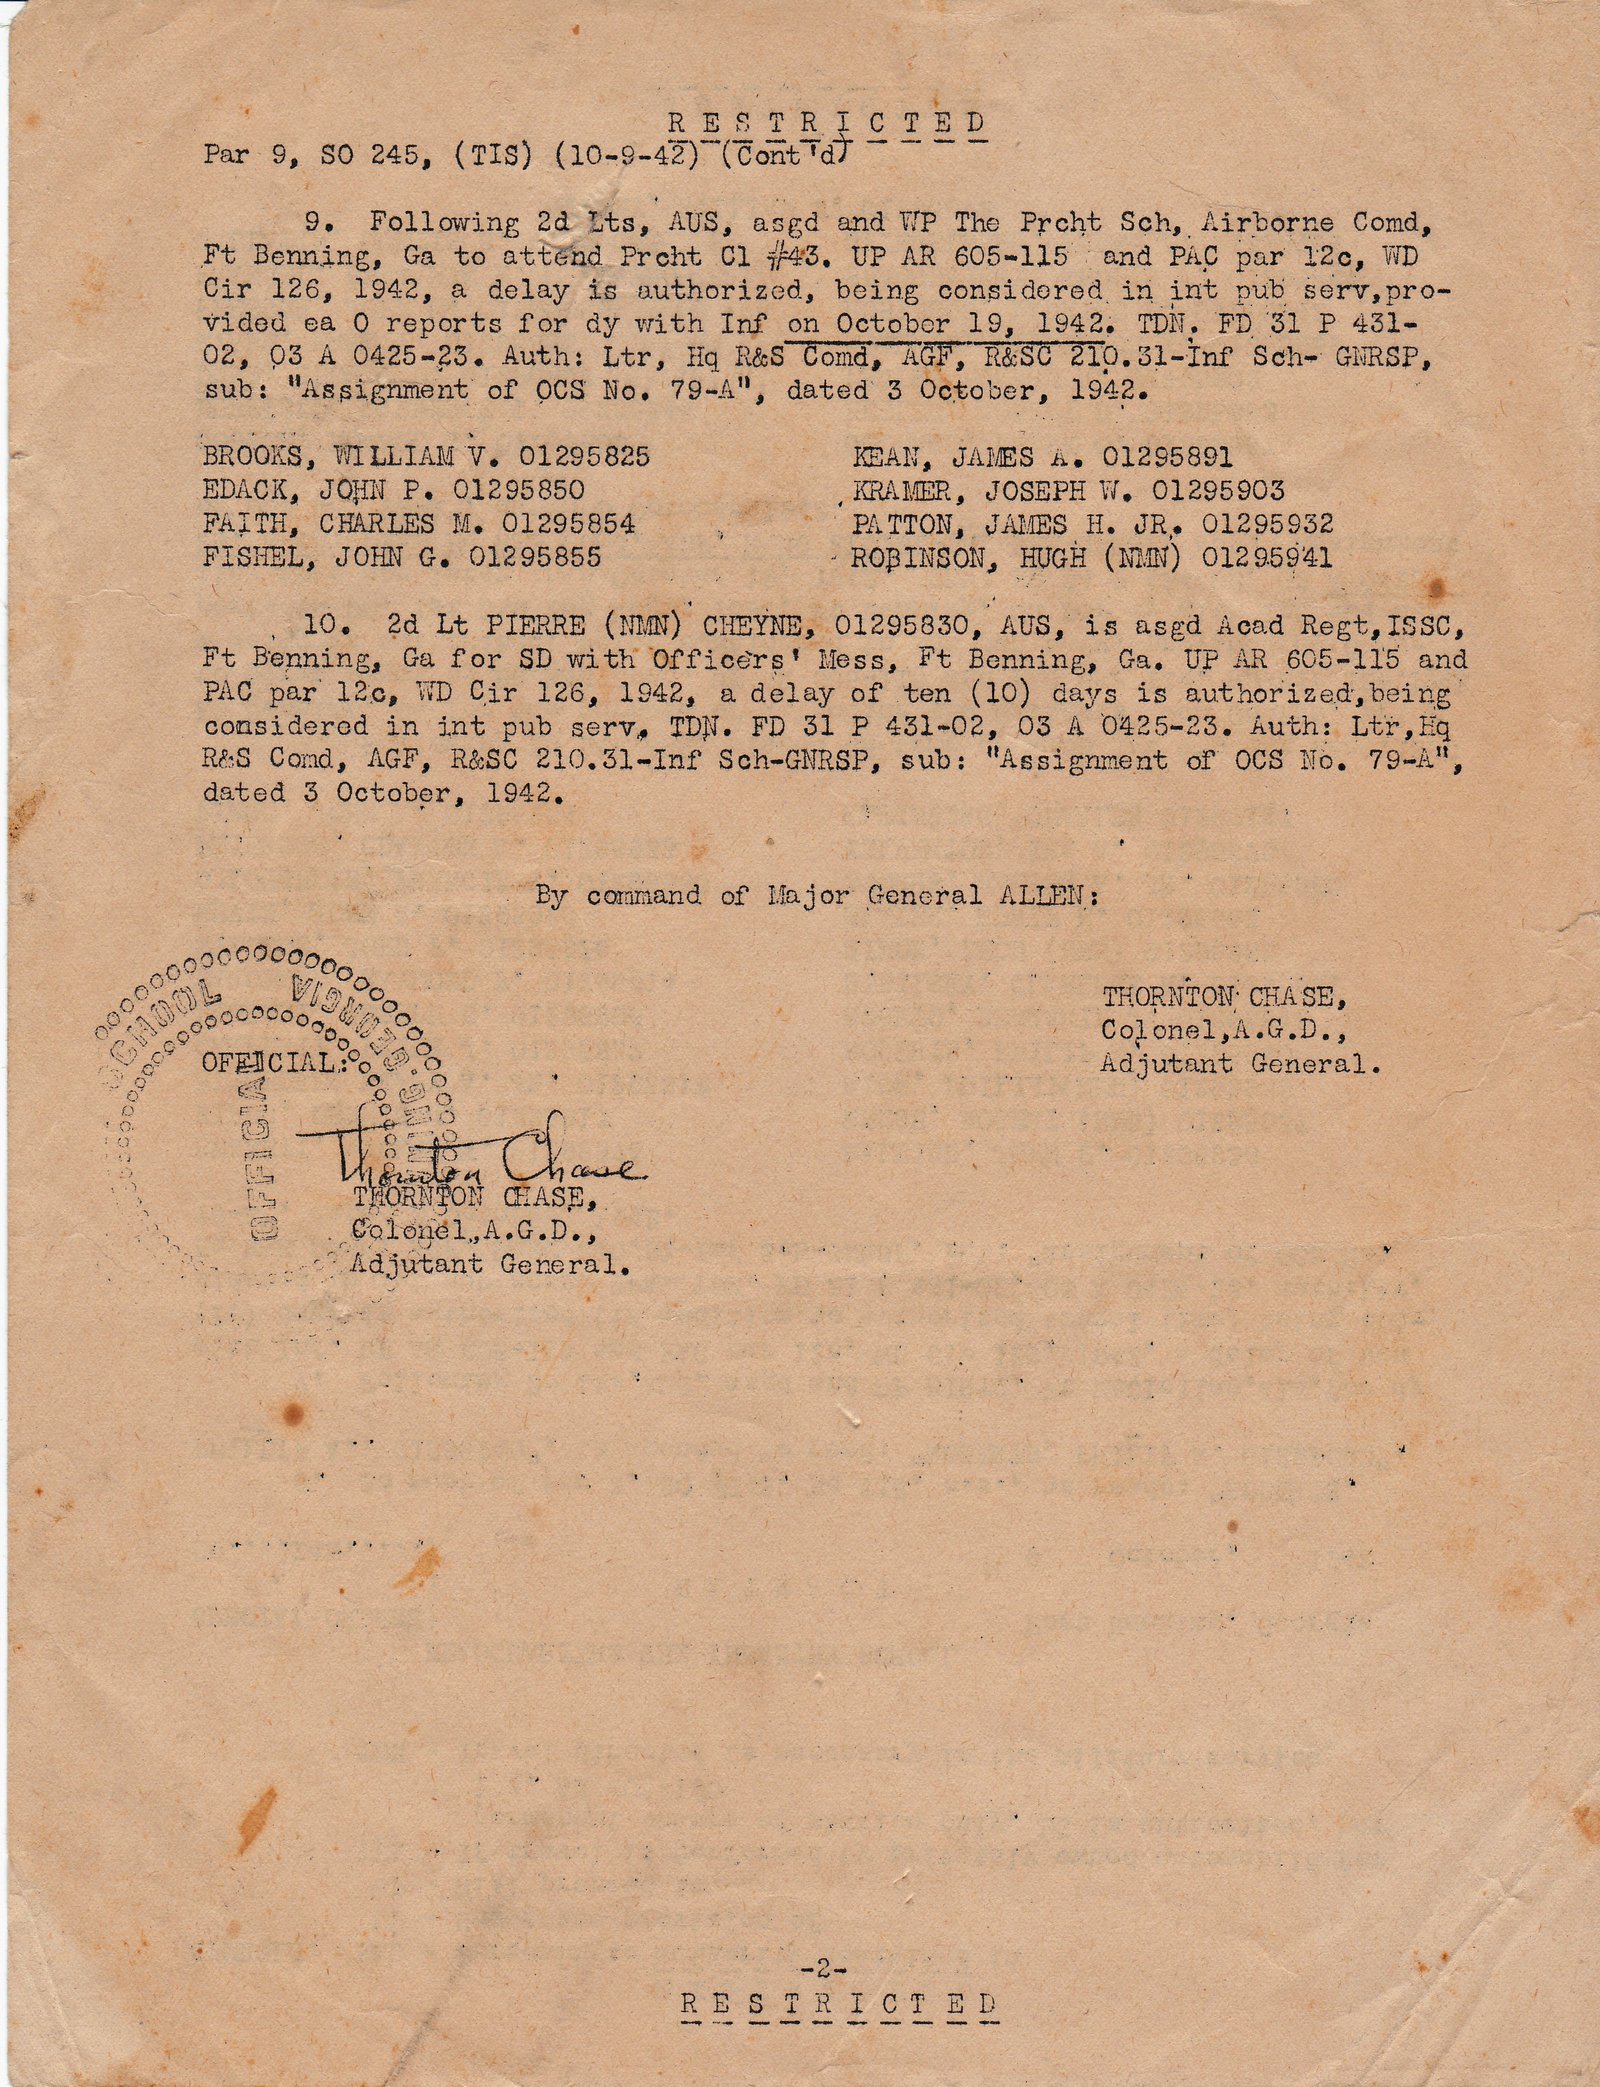 RESTRICTED
Par 9, SO 245, (TIS) (10-9-42) (Cont'd)
9. Following 2d Lts, AUS, asgd and WP The Prcht Sch, Airborne Comd,
Ft Benning, Ga to attend Prcht Cl #43. UP AR 605-115 and PAC par 12c, WD
Cir 126, 1942, a delay is authorized, being considered in int pub serv,pro-
vided ea O reports for dy with Inf on October 19, 1942. TDN. FD 31 P 431-
02, 03 A 0425-23. Auth: Ltr, Hq R&S Comd, AGF, R&SC 210.31-Inf Sch- GNRSP,
sub: "Assignment of OCS No. 79-A", dated 3 October, 1942.
BROOKS, WILLIAM V. 01295825 KEAN, JAMES A. 01295891
EDACK, JOHN P. 01295850 KRAMER, JOSEPH W. 01295903
FAITH, CHARLES M. 01295854 PATTON, JAMES H. JR. 01295932
FISHEL, JOHN G. 01295855 ROBINSON, HUGH (NMN) 01295941
10. 2d Lt PIERRE (NMN) CHEYNE, 01295830, AUS, is asgd Acad Regt,ISSC,
Ft Benning, Ga for SD with Officers' Mess, Ft Benning, Ga. UP AR 605-115 and
PAC par 12c, WD Cir 126, 1942, a delay of ten (10) days is authorized,being
considered in int pub serv. TDN. FD 31 P 431-02, 03 A 0425-23. Auth: Ltr,Hq
R&S Comd, AGF, R&SC 210.31-Inf Sch-GNRSP, sub: "Assignment of OCS No. 79-A",
dated 3 October, 1942.
By command of Major General ALLEN:
THORNTON CHASE,
Colonel,A.G.D.,
Adjutant General.
OFFICIAL:
SCHOOL
GEORGIA
OFFICIAL
Thornton Chase
THORNTON CHASE,
Colonel,A.G.D.,
Adjutant General.
-2-
RESTRICTED